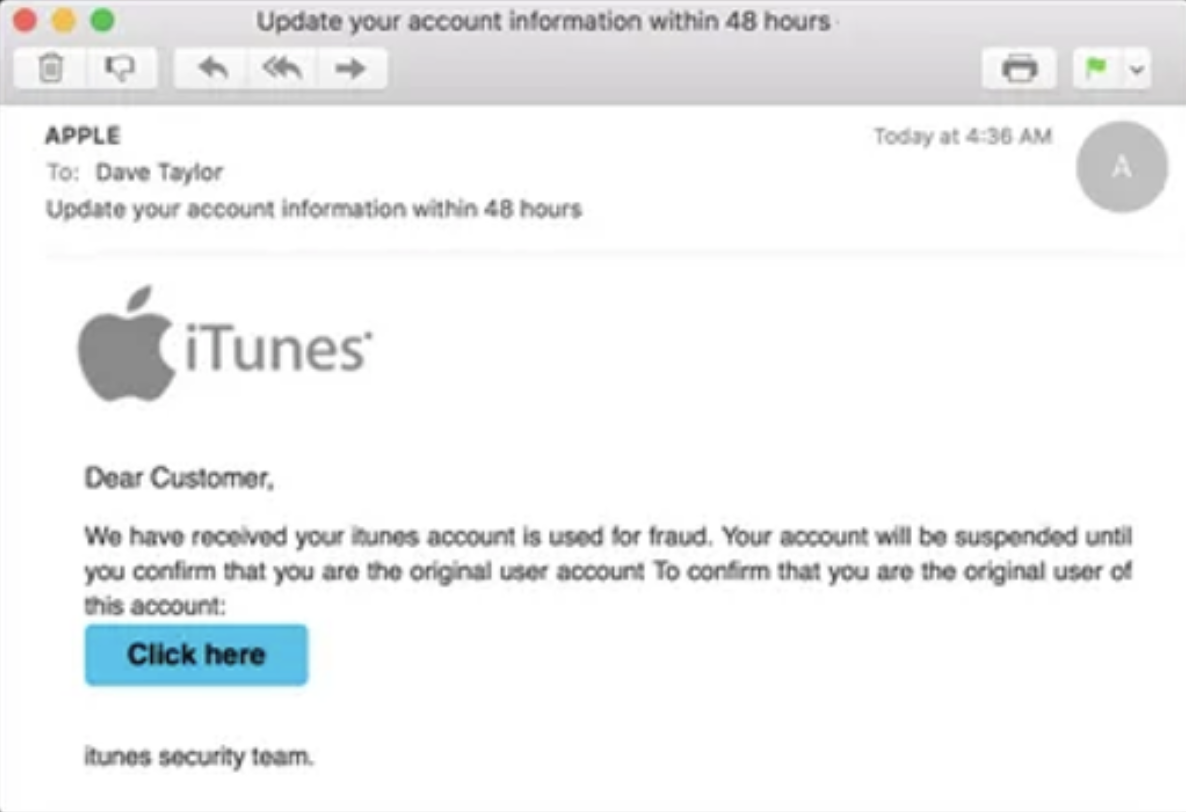 Update your account information within 48 hours
APPLE
Today at 4:36 AM
A
To: Dave Taylor
Update your account information within 48 hours
iTunes
Dear Customer,
We have received your itunes account is used for fraud. Your account will be suspended until
you confirm that you are the original user account To confirm that you are the original user of
this account:
Click here
itunes security team.